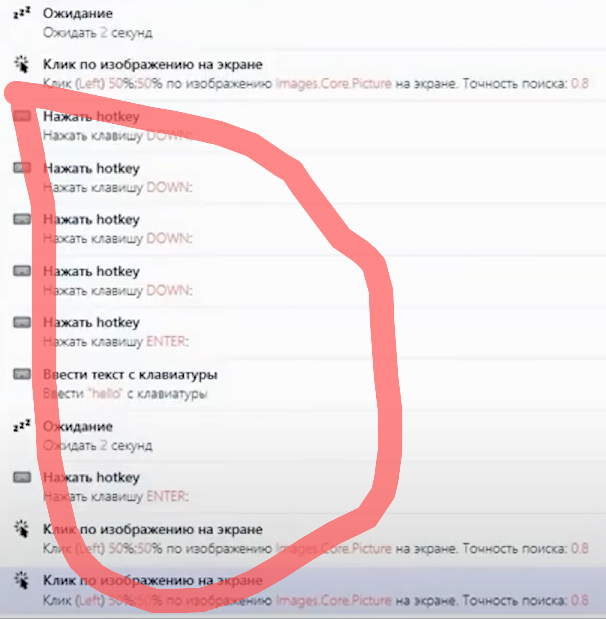 Ожидание
Ожидать 2 секунд
Клик по изображению на экране
Клик (Left) 50%:50% по изображению Images.Core.Picture на экране. Точность поиска: 0.8
Нажать hotkey
Нажать клавишу DOWN:
Нажать hotkey
Нажать клавишу DOWN:
Нажать hotkey
Нажать клавишу DOWN:
Нажать hotkey
Нажать клавишу DOWN:
Нажать hotkey
Нажать клавишу ENTER:
Ввести текст с клавиатуры
Ввести "hello" с клавиатуры
Ожидание
Ожидать 2 секунд
Нажать hotkey
Нажать клавишу ENTER:
Клик по изображению на экране
Клик (Left) 50%:50% по изображению Images.Core.Picture на экране. Точность поиска: 0.8
Клик по изображению на экране
Клик (Left) 50%:50% по изображению Images.Core.Picture на экране. Точность поиска: 0.8